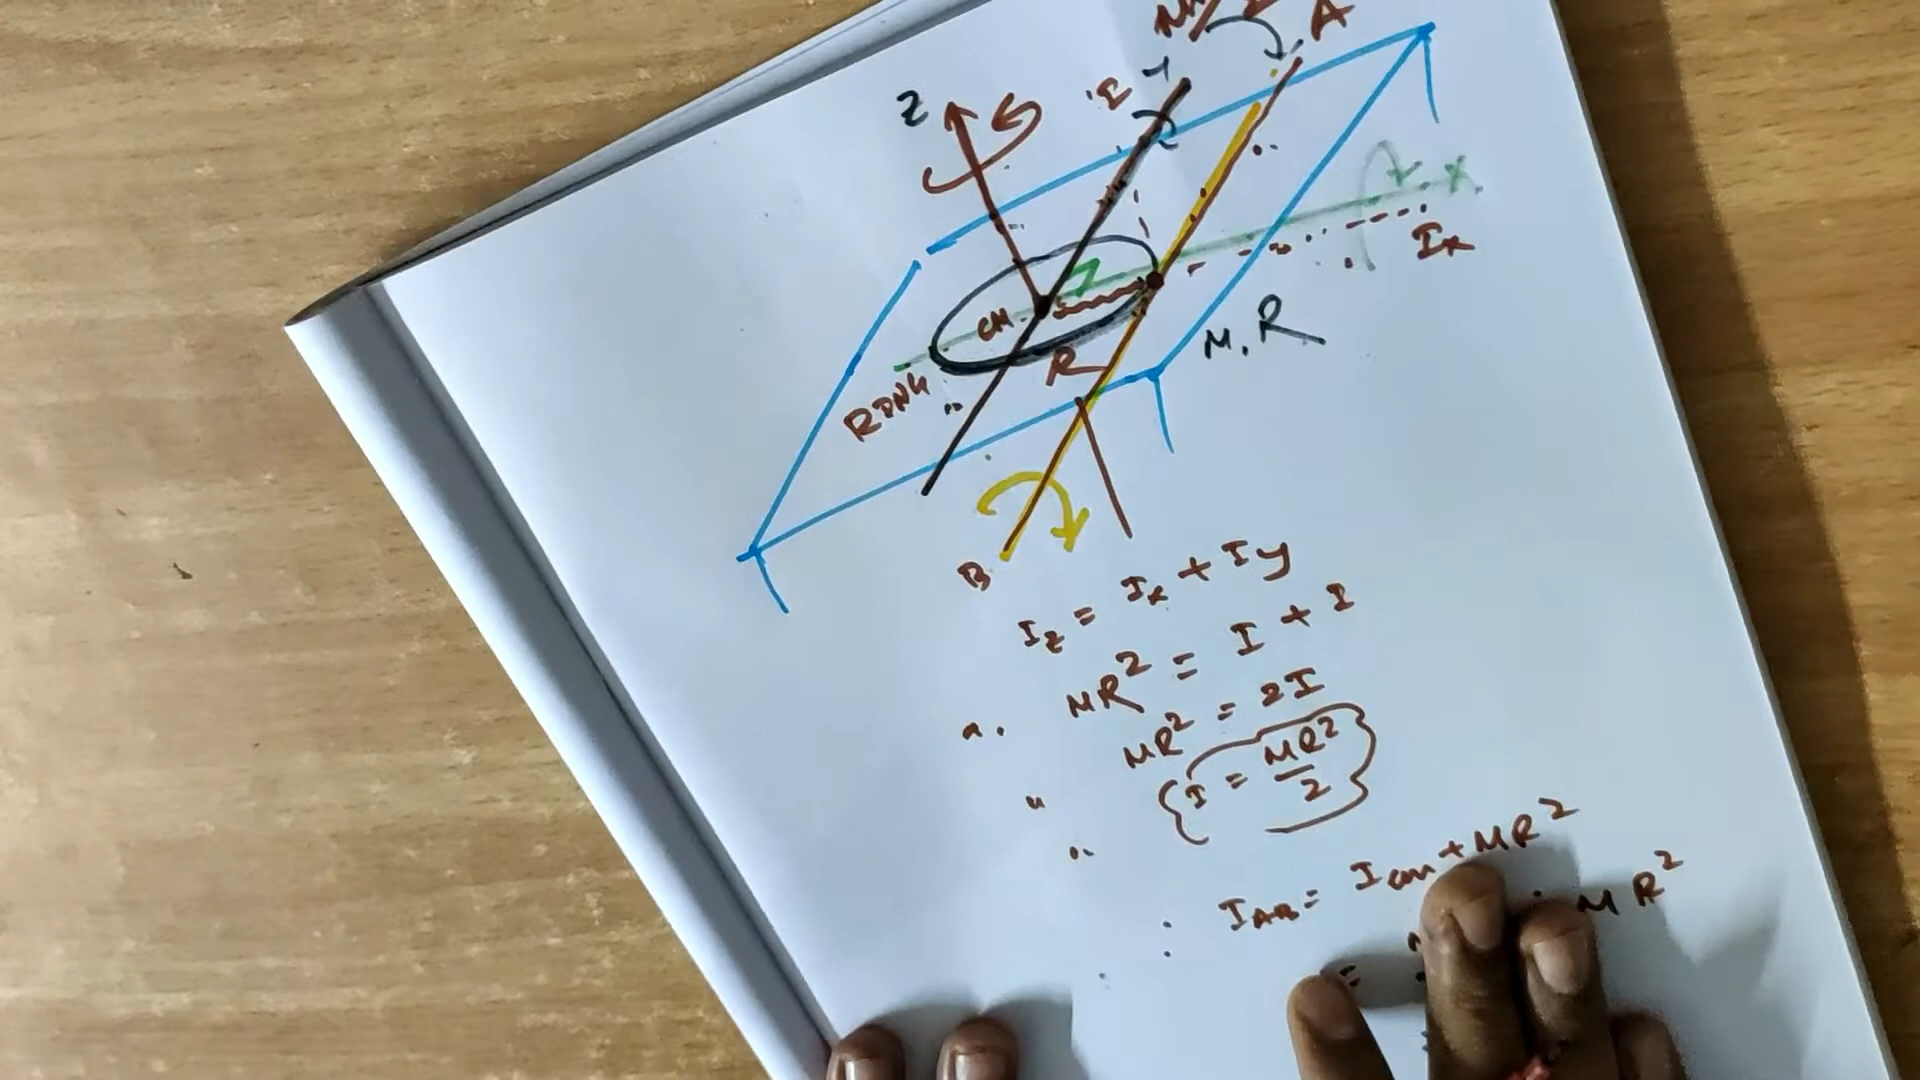 A
Z
I
Y
X
Ix
CM
M, R
R
RING
B
Iz = Ix + Iy
MR² = I + I
MR² = 2I
I = MR²/2
∴ IAB = Icm + MR²
MR²
=